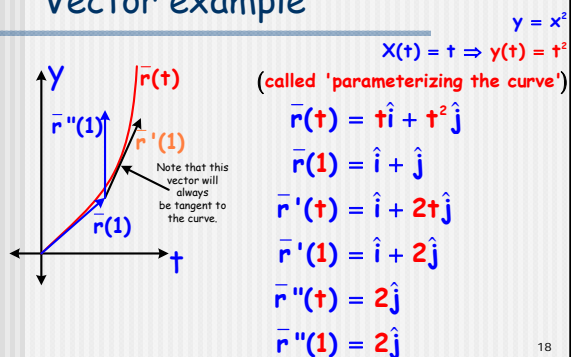 Vector example
y = x²
X(t) = t ⇒ y(t) = t²
(called 'parameterizing the curve')
y
r̄(t)
r̄"(1)
r̄'(1)
Note that this
vector will
always
be tangent to
the curve.
r̄(1)
t
r̄(t) = tî + t²ĵ
r̄(1) = î + ĵ
r̄'(t) = î + 2tĵ
r̄'(1) = î + 2ĵ
r̄"(t) = 2ĵ
r̄"(1) = 2ĵ
18